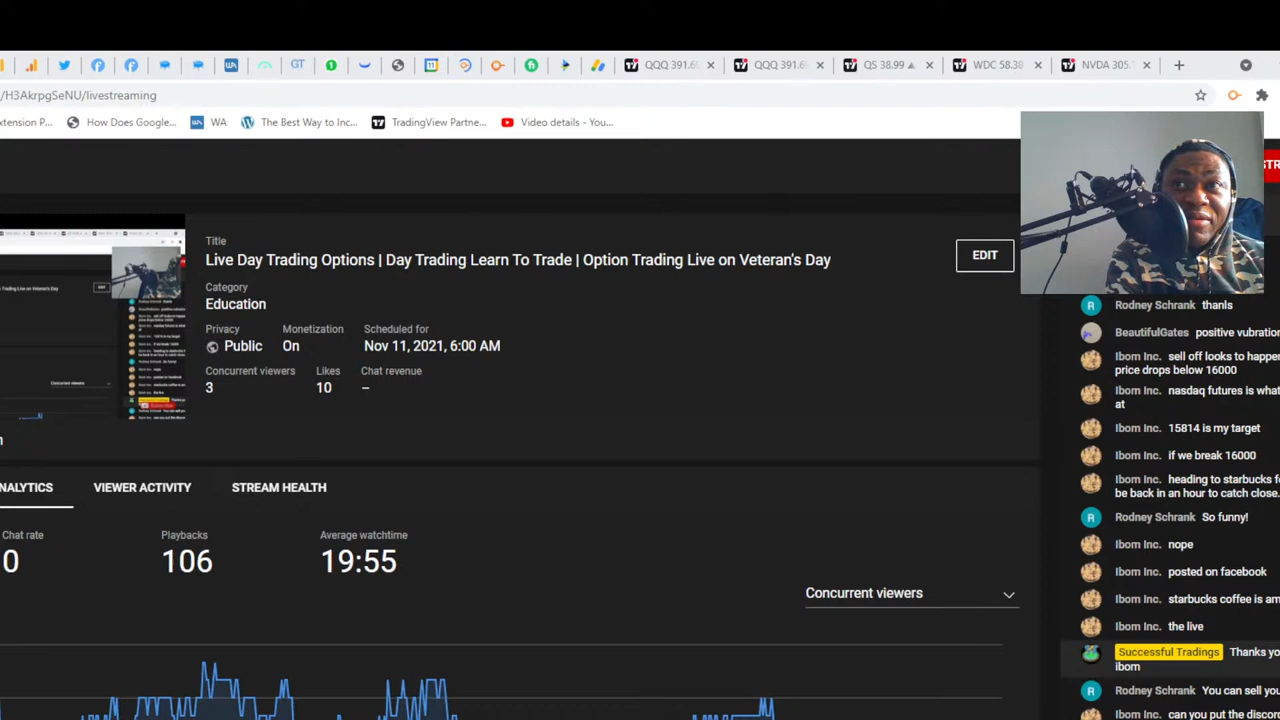 QQQ 391.6
QQQ 391.6
QS 38.99
WDC 58.38
NVDA 305.
/H3AkrpgSeNU/livestreaming
xtension P...
How Does Google...
WA
The Best Way to Inc...
TradingView Partne...
Video details - You...
STR
Title
Live Day Trading Options | Day Trading Learn To Trade | Option Trading Live on Veteran's Day
EDIT
Category
Education
Privacy
Monetization
Scheduled for
Public
On
Nov 11, 2021, 6:00 AM
Concurrent viewers
Likes
Chat revenue
3
10
–
NALYTICS
VIEWER ACTIVITY
STREAM HEALTH
Chat rate
Playbacks
Average watchtime
0
106
19:55
Concurrent viewers
Rodney Schrank thanls
BeautifulGates positive vubration
Ibom Inc. sell off looks to happe
price drops below 16000
Ibom Inc. nasdaq futures is what
at
Ibom Inc. 15814 is my target
Ibom Inc. if we break 16000
Ibom Inc. heading to starbucks f
be back in an hour to catch close.
Rodney Schrank So funny!
Ibom Inc. nope
Ibom Inc. posted on facebook
Ibom Inc. starbucks coffee is am
Ibom Inc. the live
Successful Tradings Thanks yo
ibom
Rodney Schrank You can sell you
Ibom Inc. can you put the discord